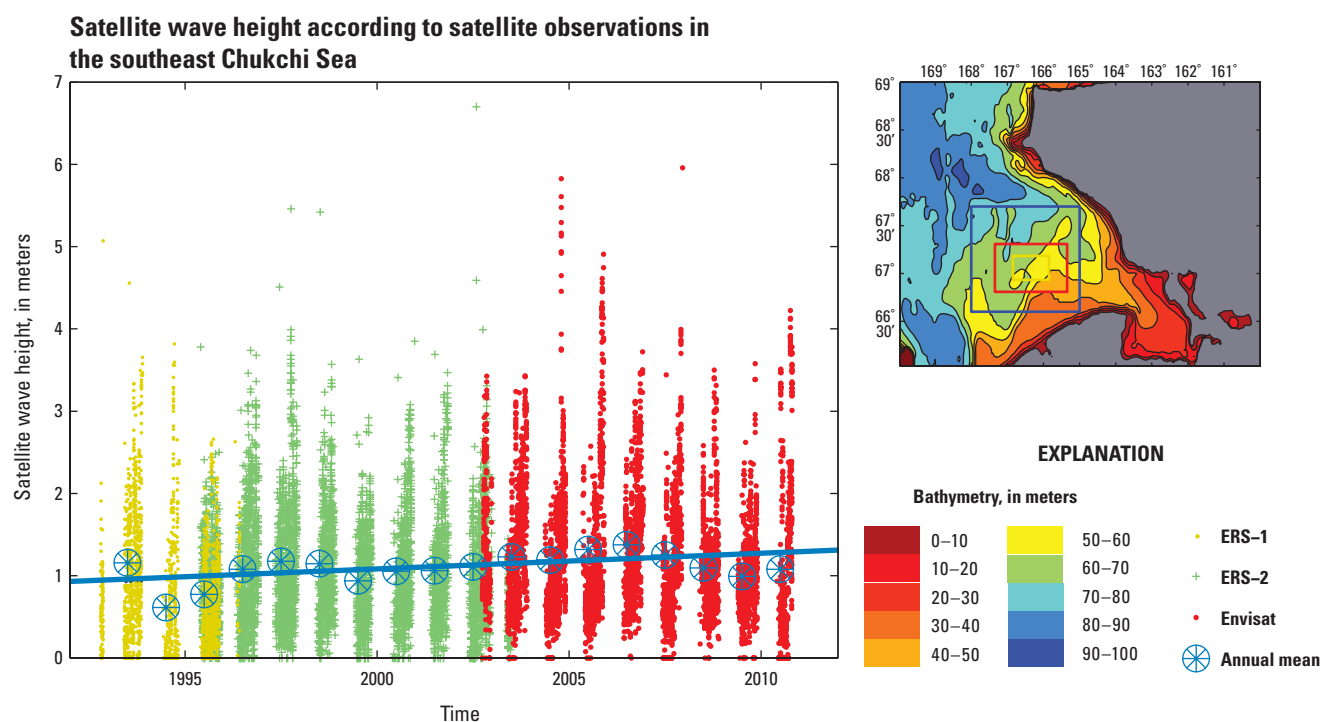 Satellite wave height according to satellite observations in
the southeast Chukchi Sea
Satellite wave height, in meters
7
6
5
4
3
2
1
0
1995
2000
2005
2010
Time
169° 168° 167° 166° 165° 164° 163° 162° 161°
69°
68°
30′
68°
67°
30′
67°
66°
30′
EXPLANATION
Bathymetry, in meters
0–10
10–20
20–30
30–40
40–50
50–60
60–70
70–80
80–90
90–100
ERS–1
ERS–2
Envisat
Annual mean